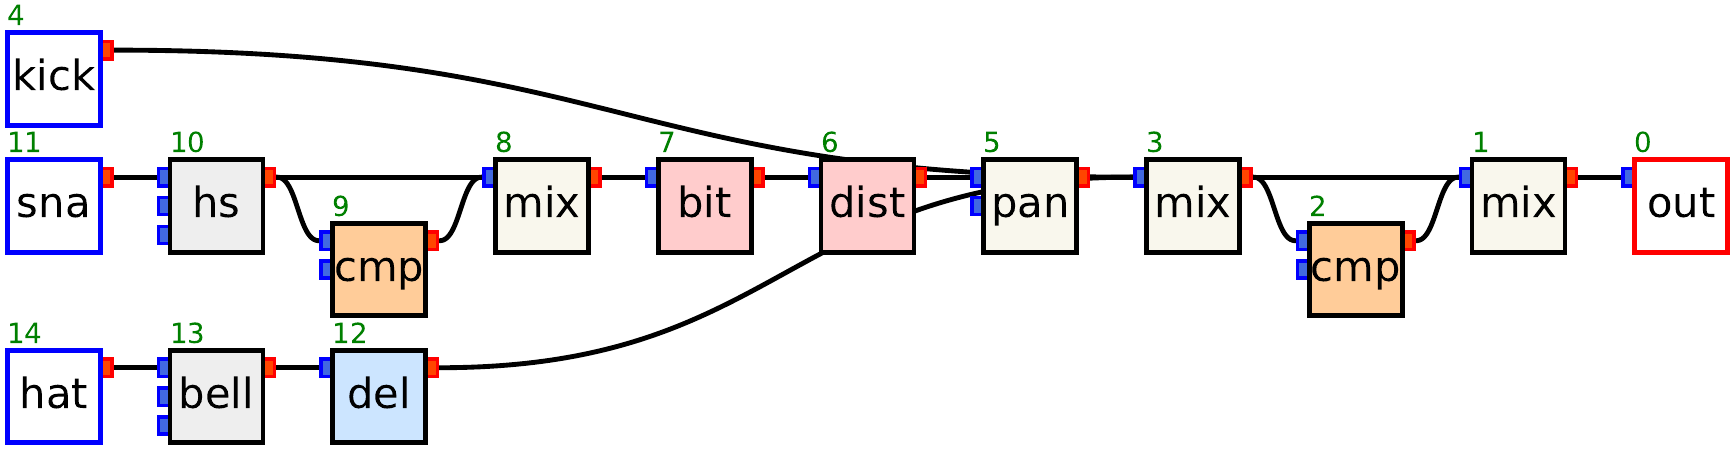 4
kick
11 10 8 7 6 5 3 1 0
sna hs mix bit dist pan mix mix out
9 2
cmp cmp
14 13 12
hat bell del